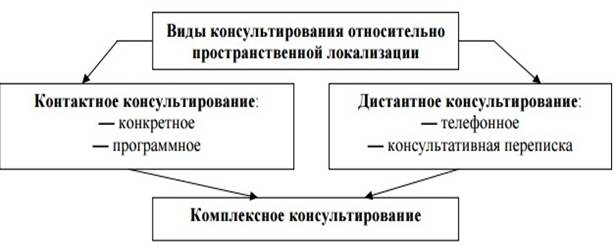 Виды консультирования относительно
пространственной локализации
Контактное консультирование:
— конкретное
— программное
Дистантное консультирование:
— телефонное
— консультативная переписка
Комплексное консультирование